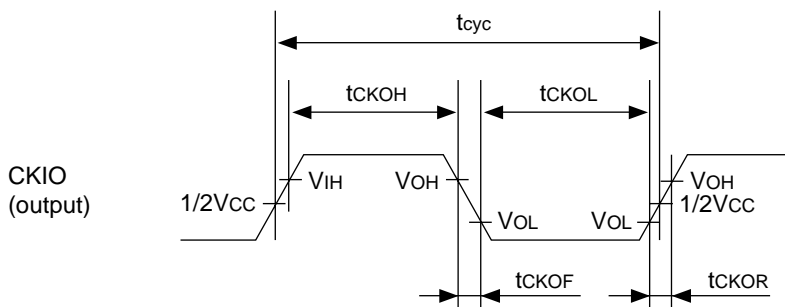 tcyc
tCKOH tCKOL
CKIO
(output)
1/2VCC VIH VOH VOL VOL VOH 1/2VCC
tCKOF tCKOR